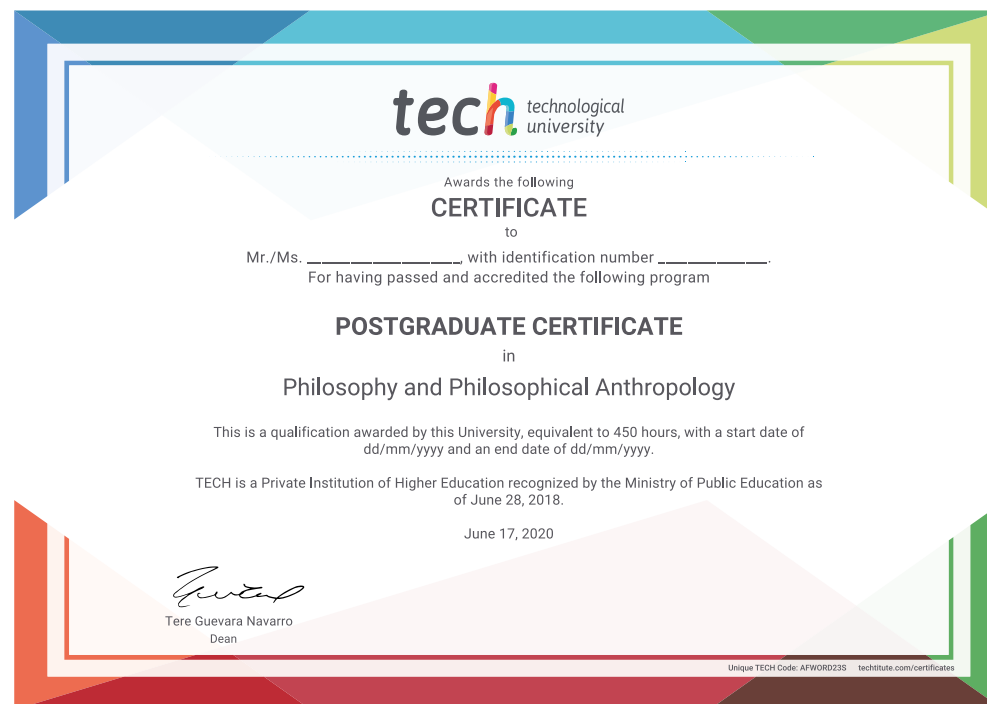 tech technological
university
Awards the following
CERTIFICATE
to
Mr./Ms. ____________________, with identification number ______________.
For having passed and accredited the following program
POSTGRADUATE CERTIFICATE
in
Philosophy and Philosophical Anthropology
This is a qualification awarded by this University, equivalent to 450 hours, with a start date of
dd/mm/yyyy and an end date of dd/mm/yyyy.
TECH is a Private Institution of Higher Education recognized by the Ministry of Public Education as
of June 28, 2018.
June 17, 2020
Tere Guevara Navarro
Dean
Unique TECH Code: AFWORD23S techtitute.com/certificates